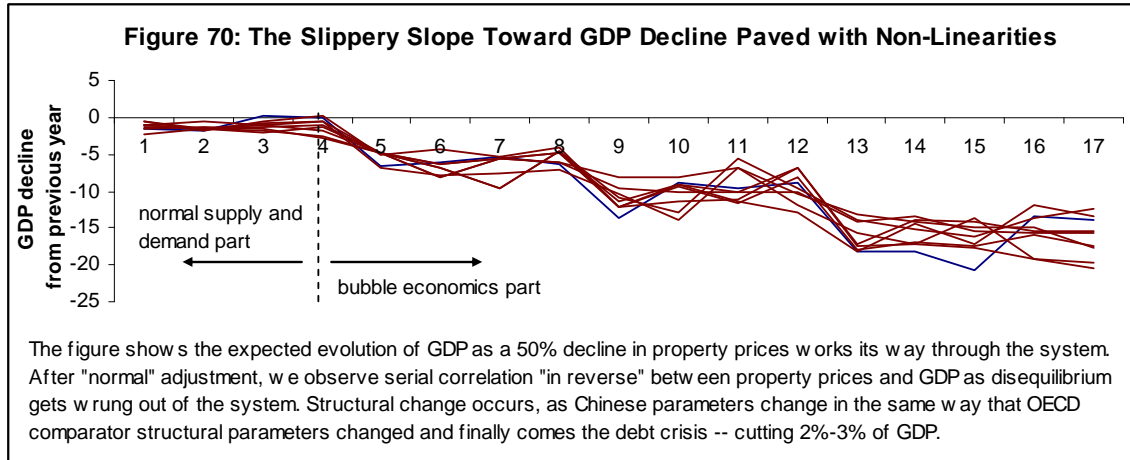 Figure 70: The Slippery Slope Toward GDP Decline Paved with Non-Linearities
GDP decline
from previous year
5
0
-5
-10
-15
-20
-25
1 2 3 4 5 6 7 8 9 10 11 12 13 14 15 16 17
normal supply and
demand part
bubble economics part
The figure shows the expected evolution of GDP as a 50% decline in property prices works its way through the system.
After "normal" adjustment, we observe serial correlation "in reverse" between property prices and GDP as disequilibrium
gets wrung out of the system. Structural change occurs, as Chinese parameters change in the same way that OECD
comparator structural parameters changed and finally comes the debt crisis -- cutting 2%-3% of GDP.